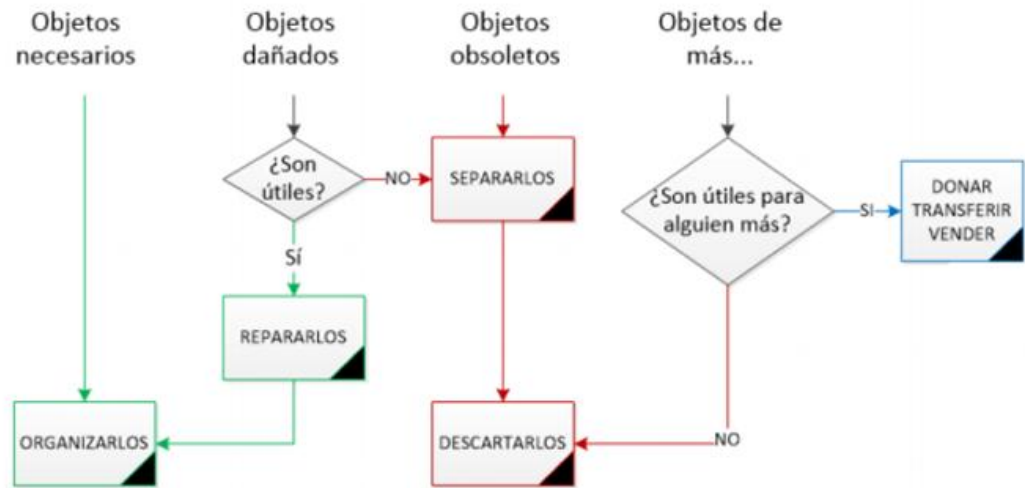 Objetos
necesarios
Objetos
dañados
Objetos
obsoletos
Objetos de
más...
¿Son
útiles?
NO
SEPARARLOS
¿Son útiles para
alguien más?
SI
DONAR
TRANSFERIR
VENDER
Sí
REPARARLOS
ORGANIZARLOS
DESCARTARLOS
NO